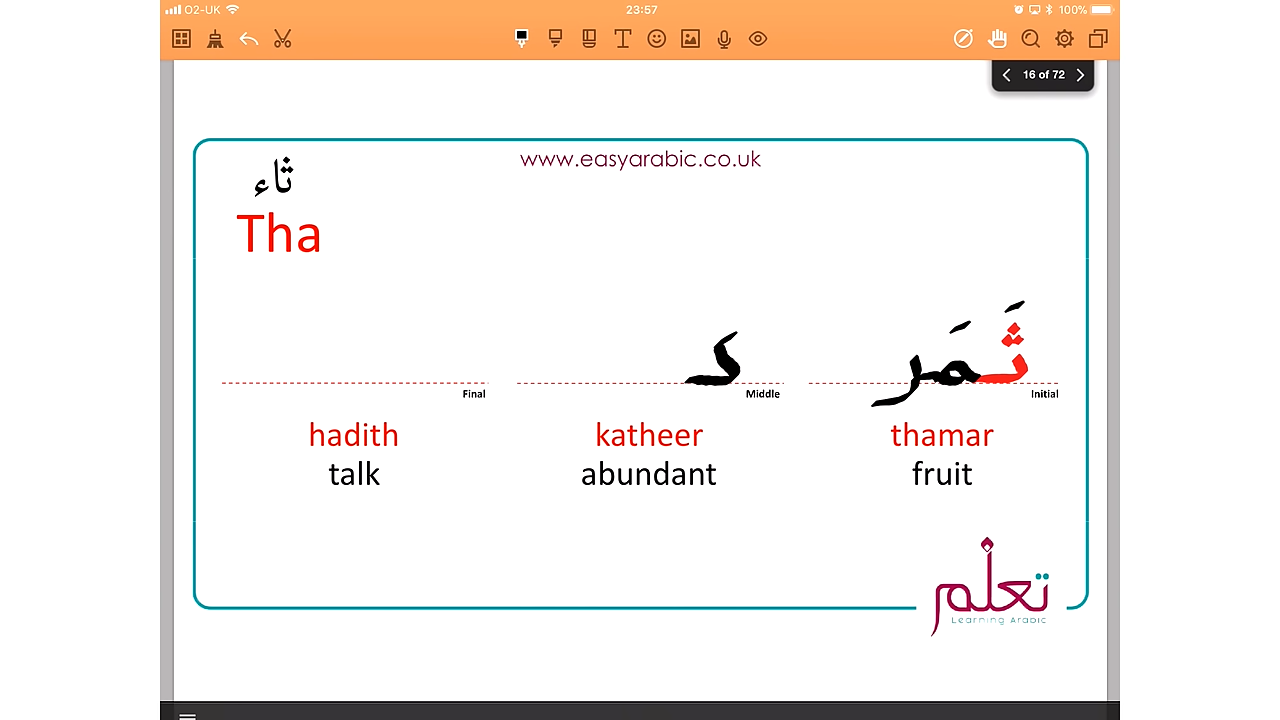 O2-UK
23:57
100%
16 of 72
www.easyarabic.co.uk
ثاء
Tha
ثَمَر
كـ
Initial
Middle
Final
thamar
fruit
katheer
abundant
hadith
talk
تعلم
Learning Arabic